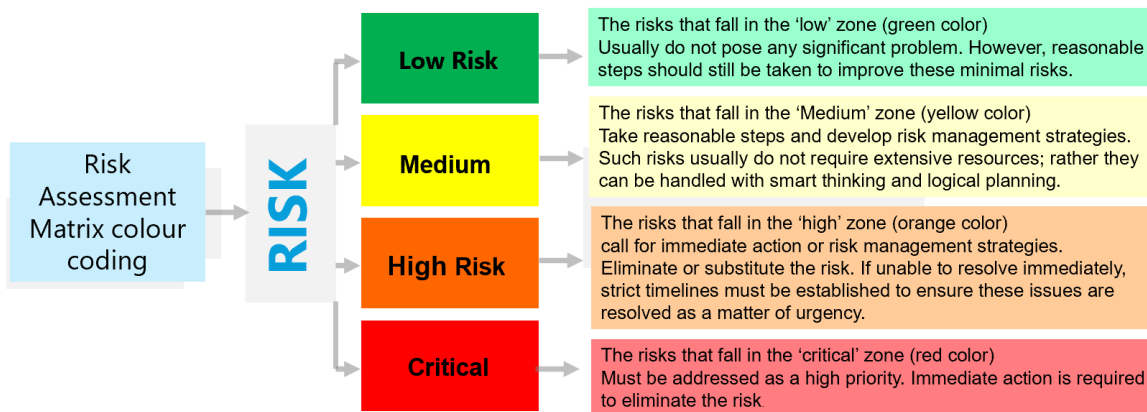 Risk
Assessment
Matrix colour
coding
RISK
Low Risk
The risks that fall in the ‘low’ zone (green color)
Usually do not pose any significant problem. However, reasonable
steps should still be taken to improve these minimal risks.
Medium
The risks that fall in the ‘Medium’ zone (yellow color)
Take reasonable steps and develop risk management strategies.
Such risks usually do not require extensive resources; rather they
can be handled with smart thinking and logical planning.
High Risk
The risks that fall in the ‘high’ zone (orange color)
call for immediate action or risk management strategies.
Eliminate or substitute the risk. If unable to resolve immediately,
strict timelines must be established to ensure these issues are
resolved as a matter of urgency.
Critical
The risks that fall in the ‘critical’ zone (red color)
Must be addressed as a high priority. Immediate action is required
to eliminate the risk